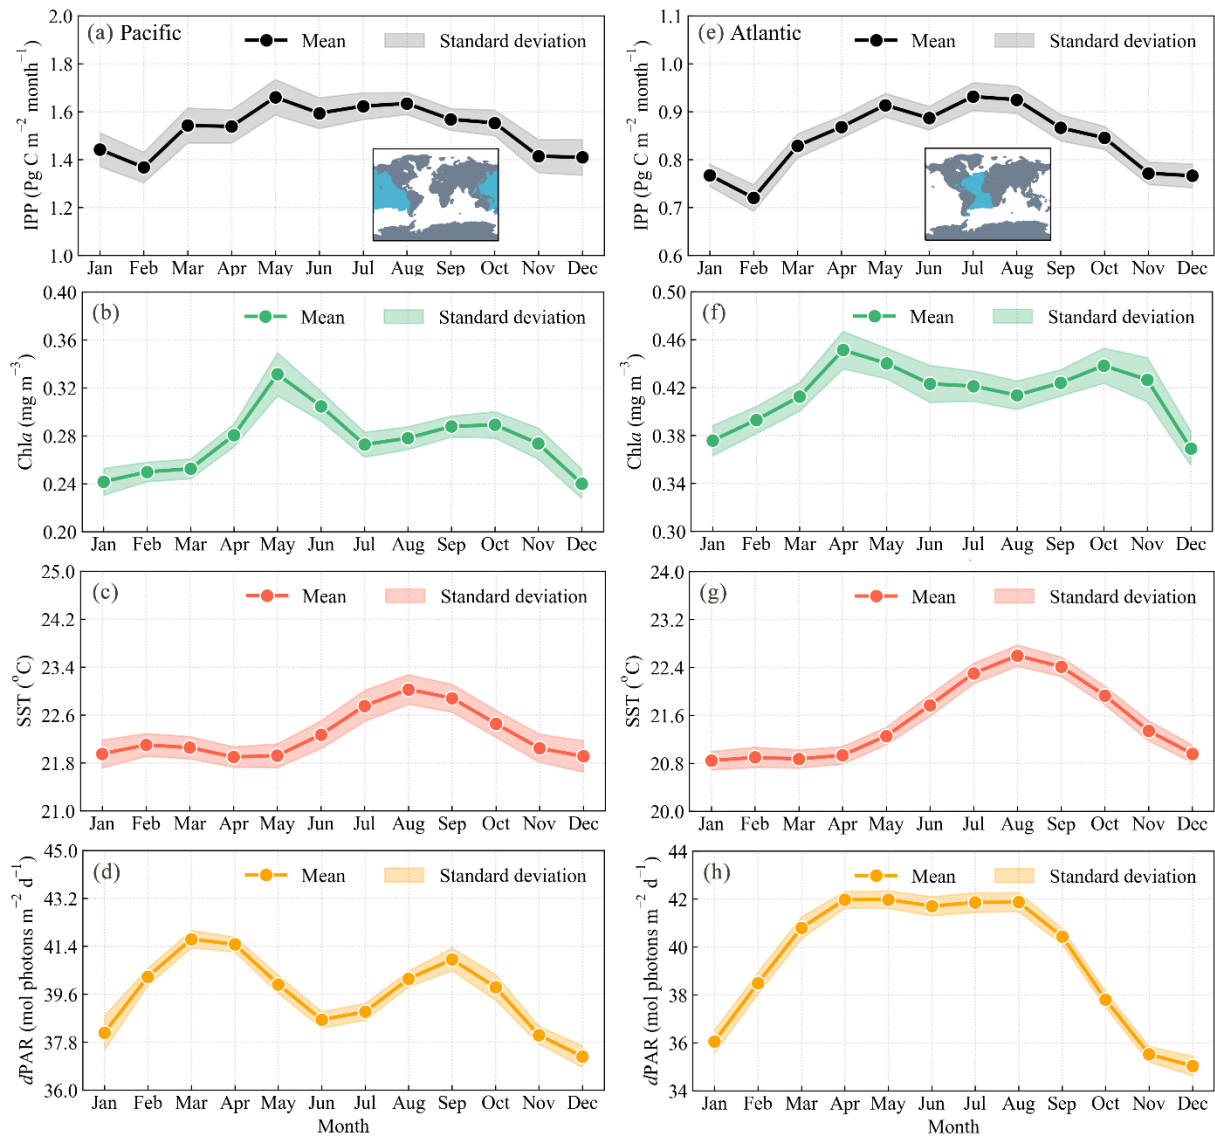 (a) Pacific
Mean
Standard deviation
IPP (Pg C m⁻² month⁻¹)
2.0
1.8
1.6
1.4
1.2
1.0
Jan Feb Mar Apr May Jun Jul Aug Sep Oct Nov Dec
(e) Atlantic
Mean
Standard deviation
IPP (Pg C m⁻² month⁻¹)
1.1
1.0
0.9
0.8
0.7
0.6
Jan Feb Mar Apr May Jun Jul Aug Sep Oct Nov Dec
(b)
Mean
Standard deviation
Chla (mg m⁻³)
0.40
0.36
0.32
0.28
0.24
0.20
Jan Feb Mar Apr May Jun Jul Aug Sep Oct Nov Dec
(f)
Mean
Standard deviation
Chla (mg m⁻³)
0.50
0.46
0.42
0.38
0.34
0.30
Jan Feb Mar Apr May Jun Jul Aug Sep Oct Nov Dec
(c)
Mean
Standard deviation
SST (°C)
25.0
24.2
23.4
22.6
21.8
21.0
Jan Feb Mar Apr May Jun Jul Aug Sep Oct Nov Dec
(g)
Mean
Standard deviation
SST (°C)
24.0
23.2
22.4
21.6
20.8
20.0
Jan Feb Mar Apr May Jun Jul Aug Sep Oct Nov Dec
(d)
Mean
Standard deviation
dPAR (mol photons m⁻² d⁻¹)
45.0
43.2
41.4
39.6
37.8
36.0
Jan Feb Mar Apr May Jun Jul Aug Sep Oct Nov Dec
Month
(h)
Mean
Standard deviation
dPAR (mol photons m⁻² d⁻¹)
44
42
40
38
36
34
Jan Feb Mar Apr May Jun Jul Aug Sep Oct Nov Dec
Month